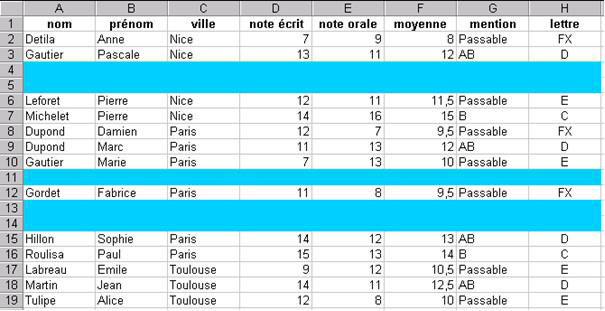 A B C D E F G H
1 nom prénom ville note écrit note orale moyenne mention lettre
2 Detila Anne Nice 7 9 8 Passable FX
3 Gautier Pascale Nice 13 11 12 AB D
4
5
6 Leforet Pierre Nice 12 11 11,5 Passable E
7 Michelet Pierre Nice 14 16 15 B C
8 Dupond Damien Paris 12 7 9,5 Passable FX
9 Dupond Marc Paris 11 13 12 AB D
10 Gautier Marie Paris 7 13 10 Passable E
11
12 Gordet Fabrice Paris 11 8 9,5 Passable FX
13
14
15 Hillon Sophie Paris 14 12 13 AB D
16 Roulisa Paul Paris 15 13 14 B C
17 Labreau Emile Toulouse 9 12 10,5 Passable E
18 Martin Jean Toulouse 14 11 12,5 AB D
19 Tulipe Alice Toulouse 12 8 10 Passable E